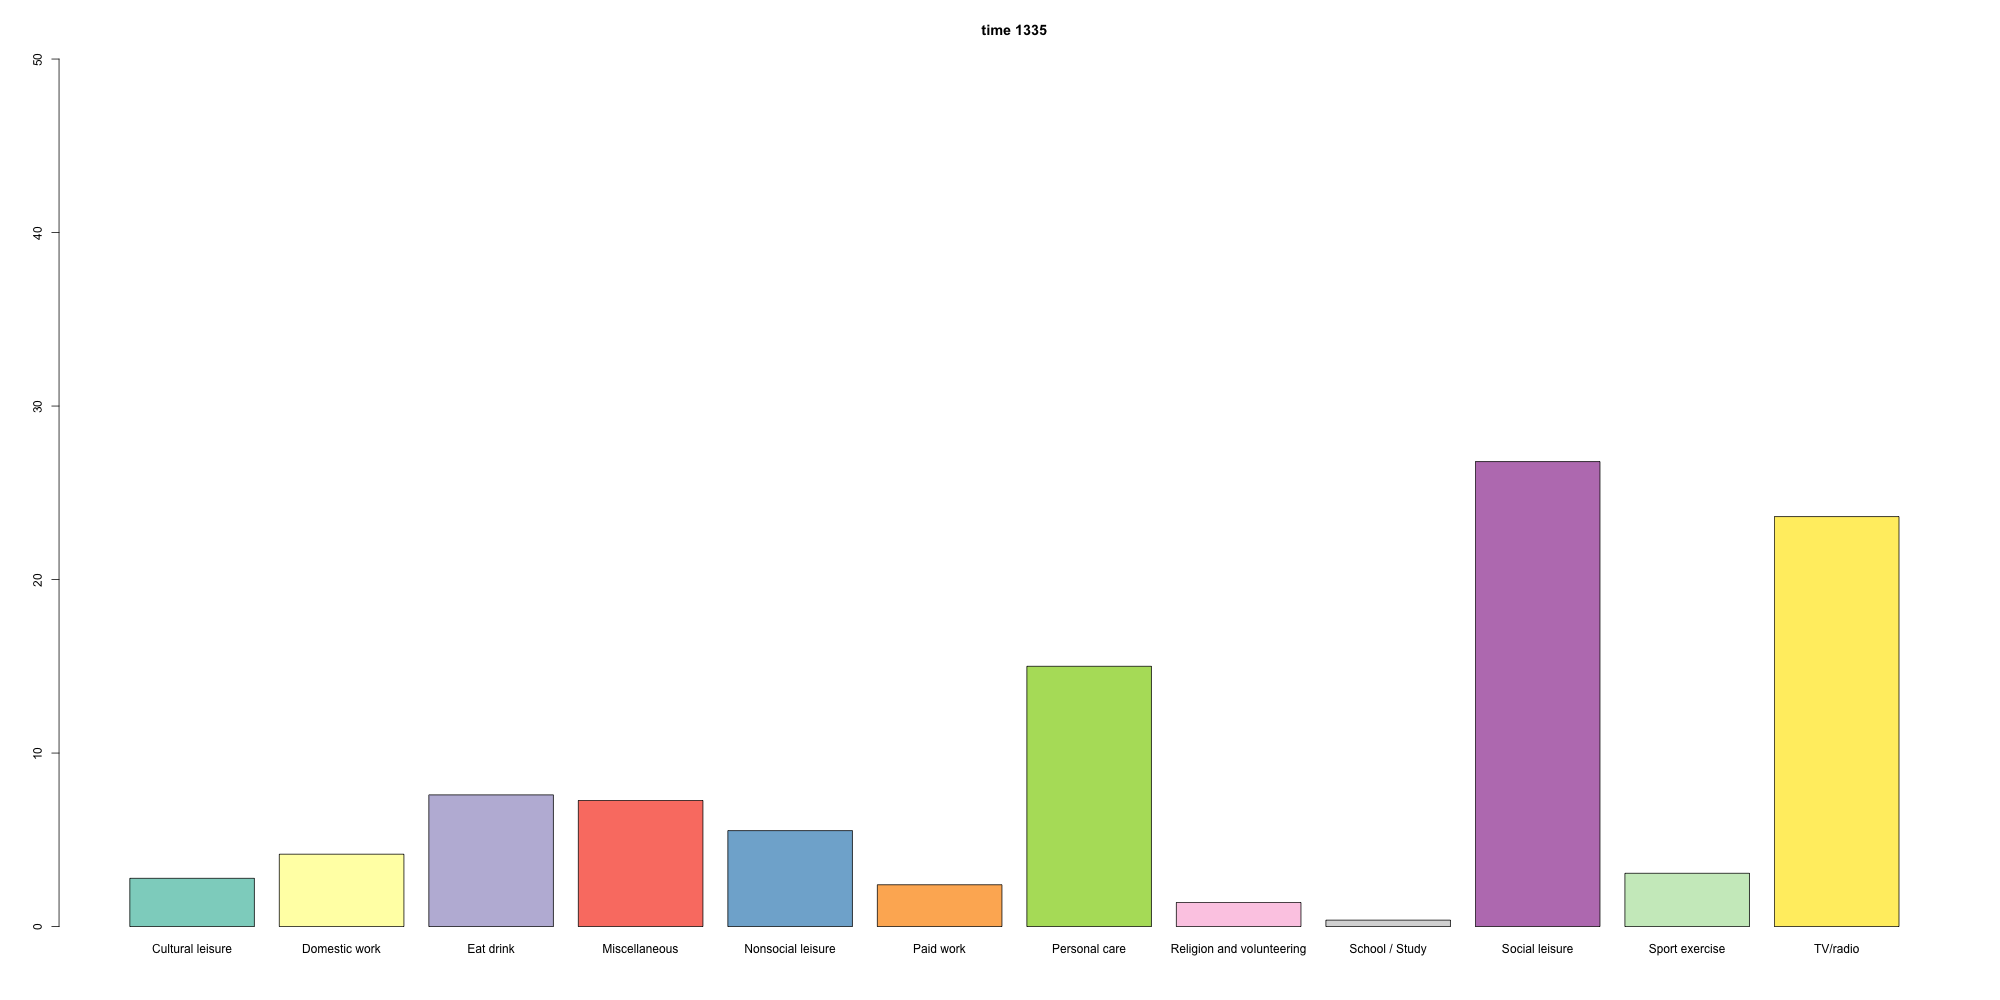 time 1335
50
40
30
20
10
0
Cultural leisure
Domestic work
Eat drink
Miscellaneous
Nonsocial leisure
Paid work
Personal care
Religion and volunteering
School / Study
Social leisure
Sport exercise
TV/radio